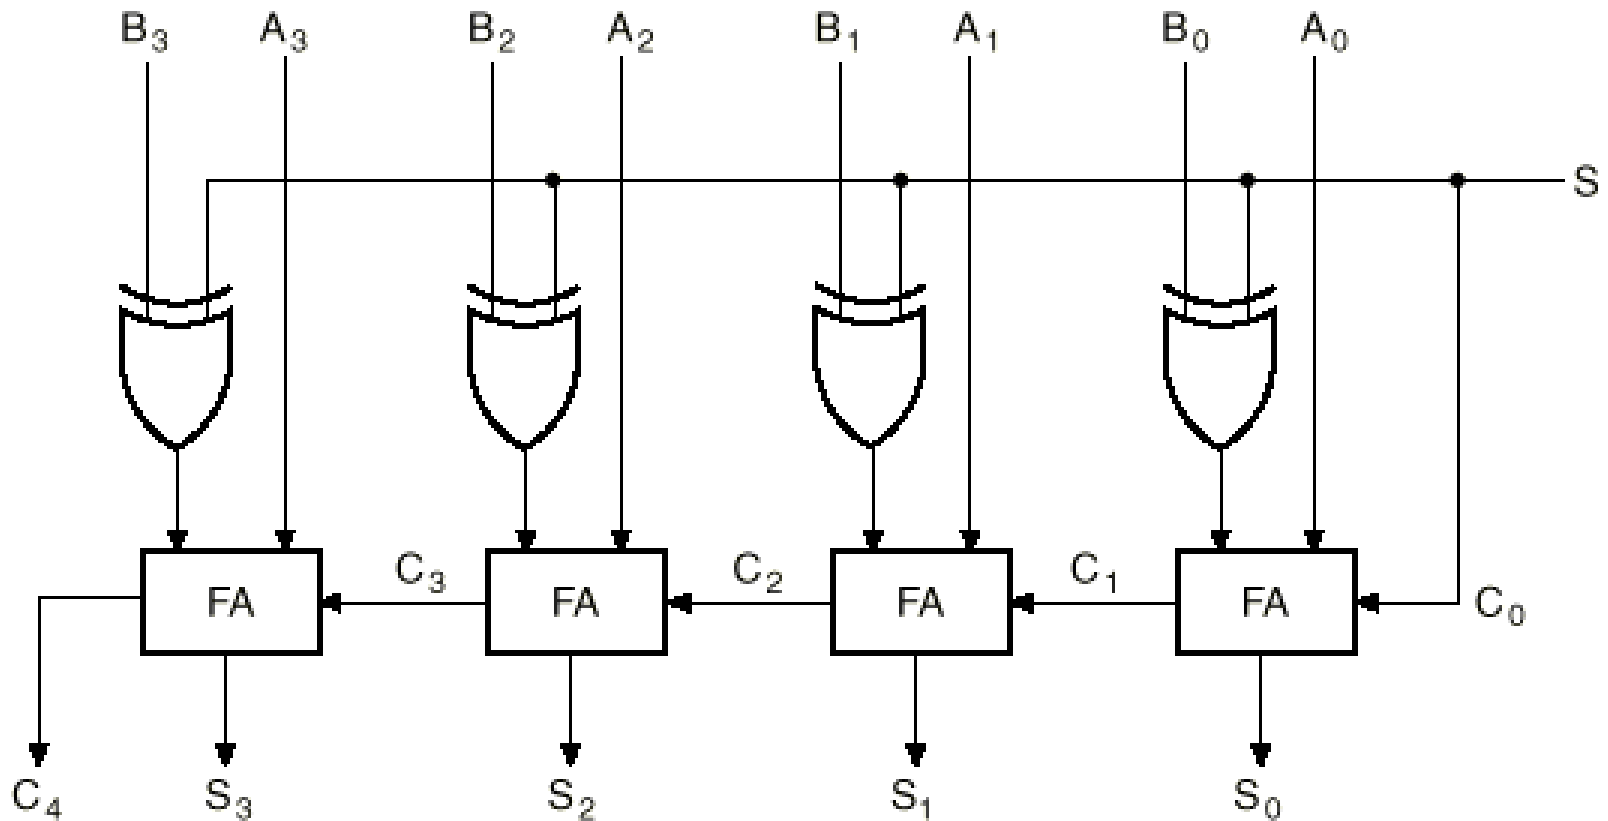 B3 A3 B2 A2 B1 A1 B0 A0
S
FA C3 FA C2 FA C1 FA C0
C4 S3 S2 S1 S0